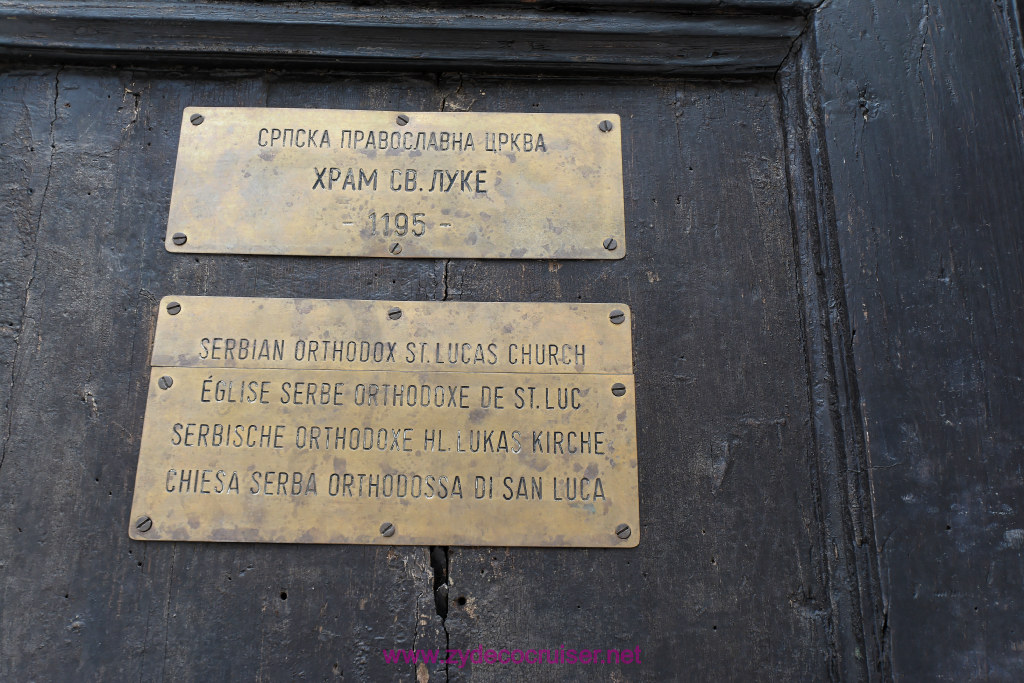 СРПСКА ПРАВОСЛАВНА ЦРКВА
ХРАМ СВ. ЛУКЕ
- 1195 -
SERBIAN ORTHODOX ST. LUCAS CHURCH
ÉGLISE SERBE ORTHODOXE DE ST. LUC
SERBISCHE ORTHODOXE HL. LUKAS KIRCHE
CHIESA SERBA ORTHODOSSA DI SAN LUCA
www.zydecocruiser.net